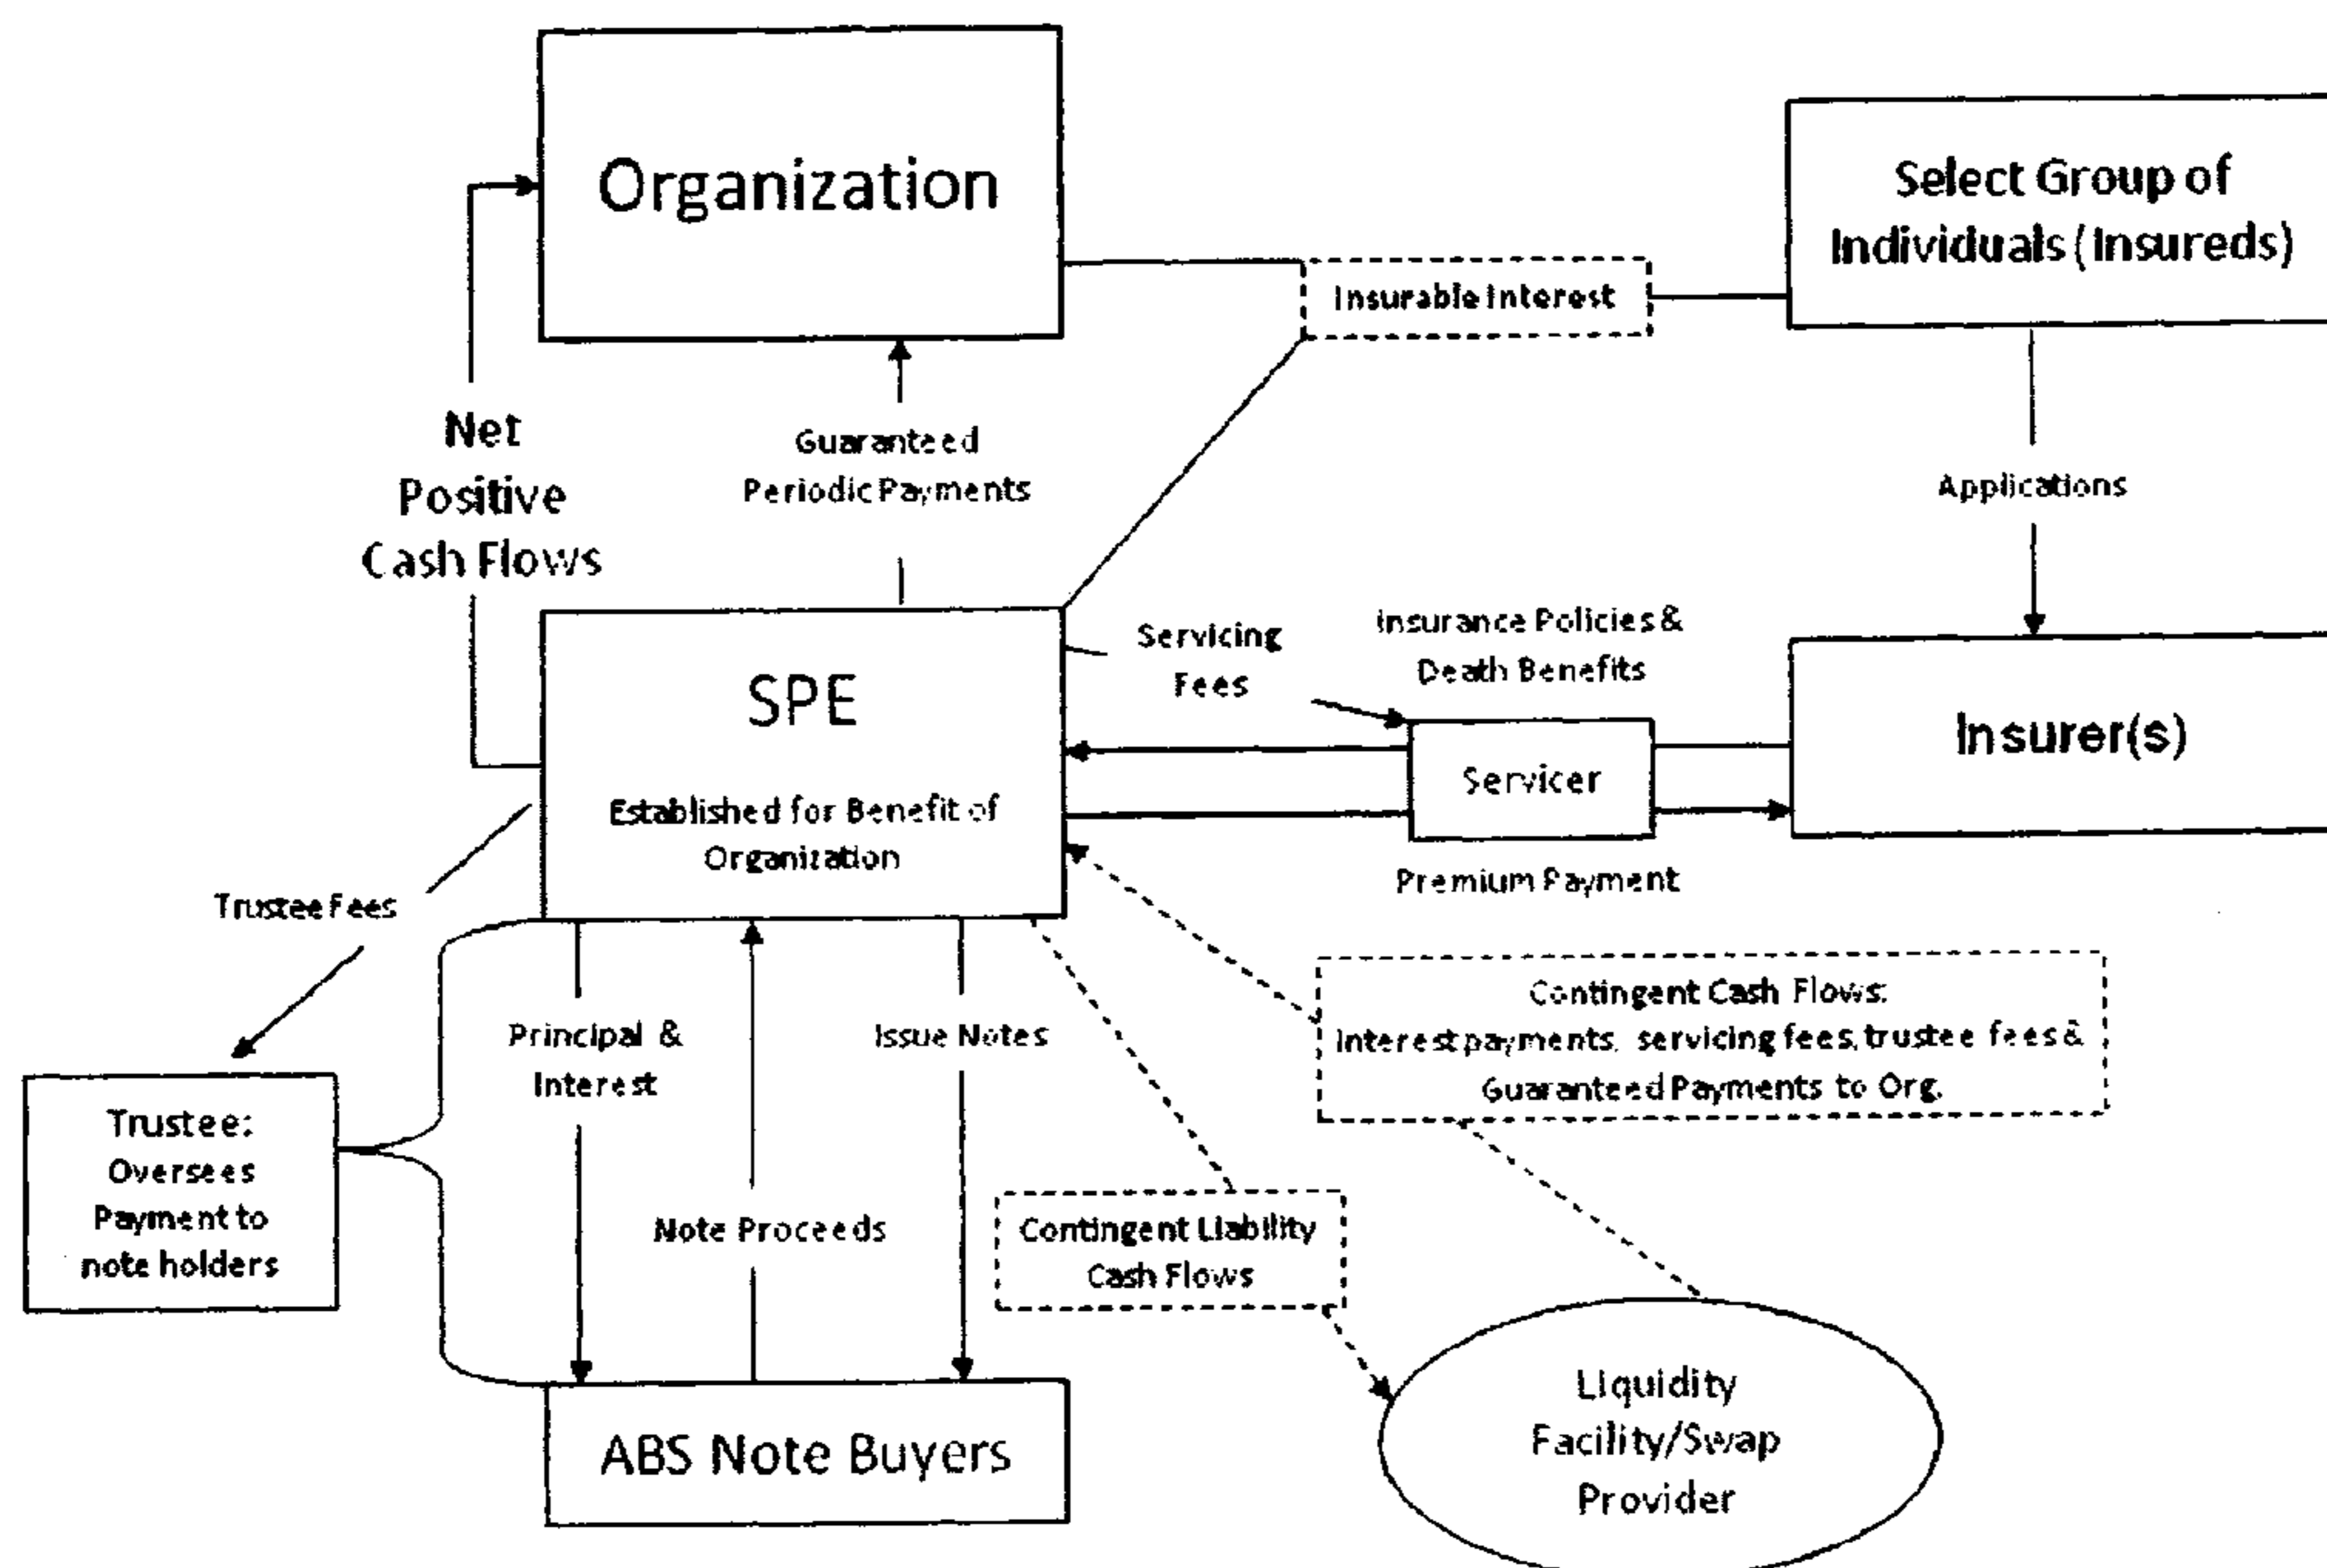 Organization
Select Group of
Individuals (Insureds)
Insurable Interest
Net
Positive
Cash Flows
Guaranteed
Periodic Payments
Applications
SPE
Established for Benefit of
Organization
Servicing
Fees
Insurance Policies &
Death Benefits
Servicer
Insurer(s)
Premium Payment
Trustee Fees
Principal &
Interest
Issue Notes
Note Proceeds
Contingent Cash Flows:
Interest payments, servicing fees, trustee fees &
Guaranteed Payments to Org.
Trustee:
Oversees
Payment to
note holders
Contingent Liability
Cash Flows
ABS Note Buyers
Liquidity
Facility/Swap
Provider